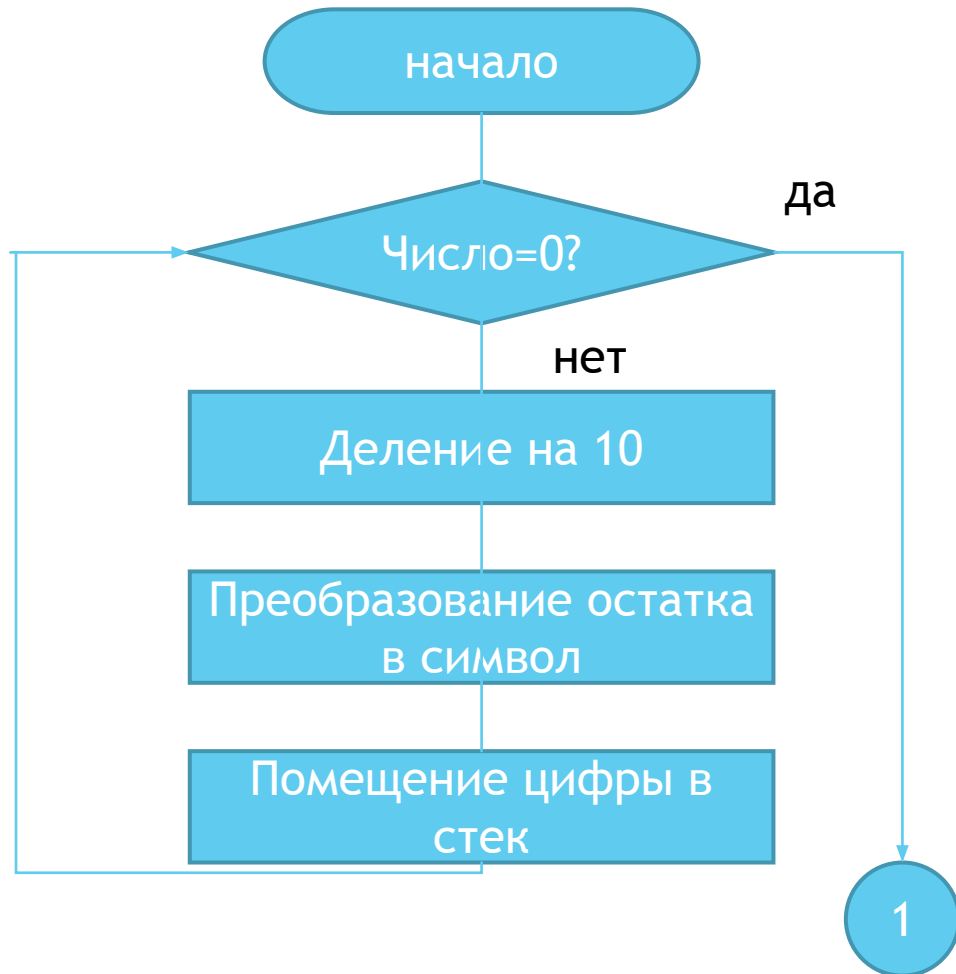 начало
да
Число=0?
нет
Деление на 10
Преобразование остатка
в символ
Помещение цифры в
стек
1